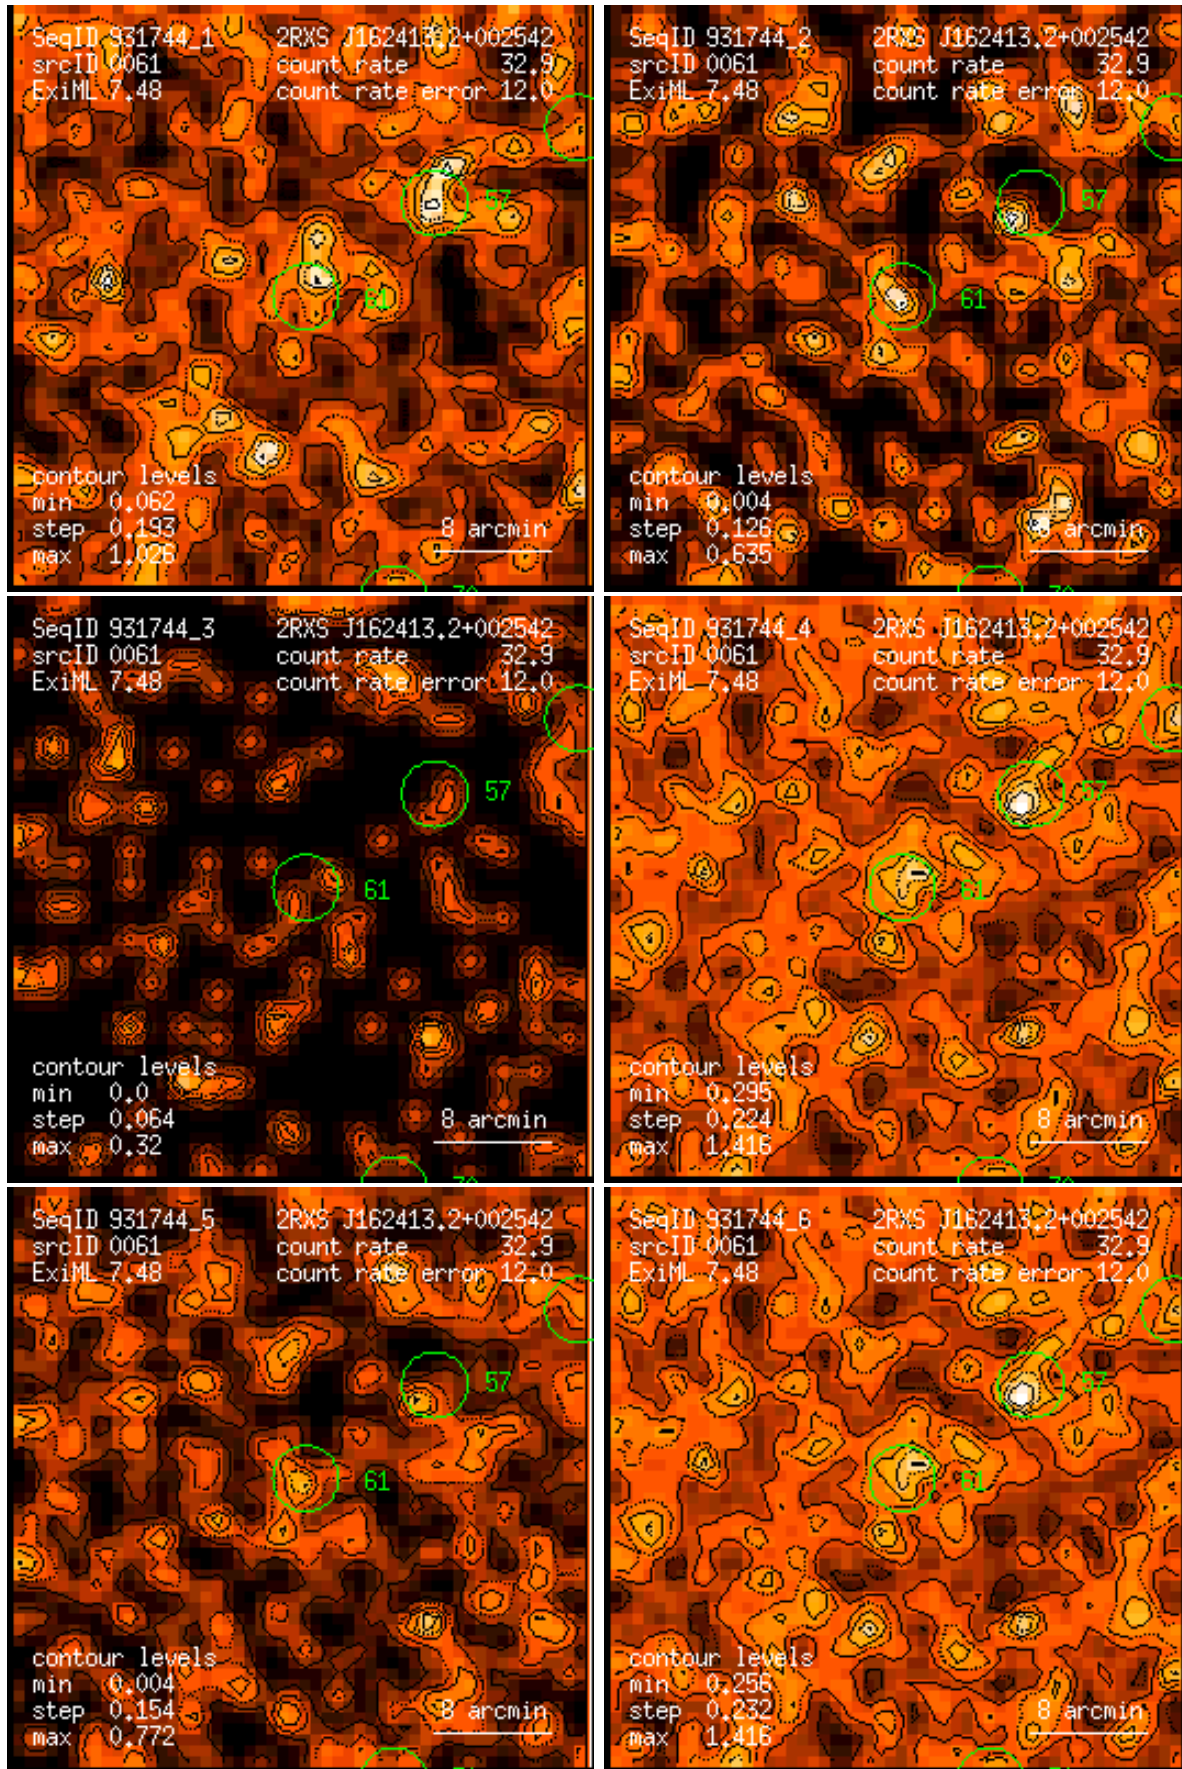 SeqID 931744_1 2RXS J162413.2+002542
srcID 0061 count rate 32.9
ExiML 7.48 count rate error 12.0
57
61
contour levels
min 0.062
step 0.193 8 arcmin
max 1.026
SeqID 931744_2 2RXS J162413.2+002542
srcID 0061 count rate 32.9
ExiML 7.48 count rate error 12.0
57
61
contour levels
min 0.004
step 0.126 8 arcmin
max 0.635
SeqID 931744_3 2RXS J162413.2+002542
srcID 0061 count rate 32.9
ExiML 7.48 count rate error 12.0
57
61
contour levels
min 0.0
step 0.064 8 arcmin
max 0.32
SeqID 931744_4 2RXS J162413.2+002542
srcID 0061 count rate 32.9
ExiML 7.48 count rate error 12.0
57
61
contour levels
min 0.295
step 0.224 8 arcmin
max 1.416
SeqID 931744_5 2RXS J162413.2+002542
srcID 0061 count rate 32.9
ExiML 7.48 count rate error 12.0
57
61
contour levels
min 0.004
step 0.154 8 arcmin
max 0.772
SeqID 931744_6 2RXS J162413.2+002542
srcID 0061 count rate 32.9
ExiML 7.48 count rate error 12.0
57
61
contour levels
min 0.256
step 0.232 8 arcmin
max 1.416